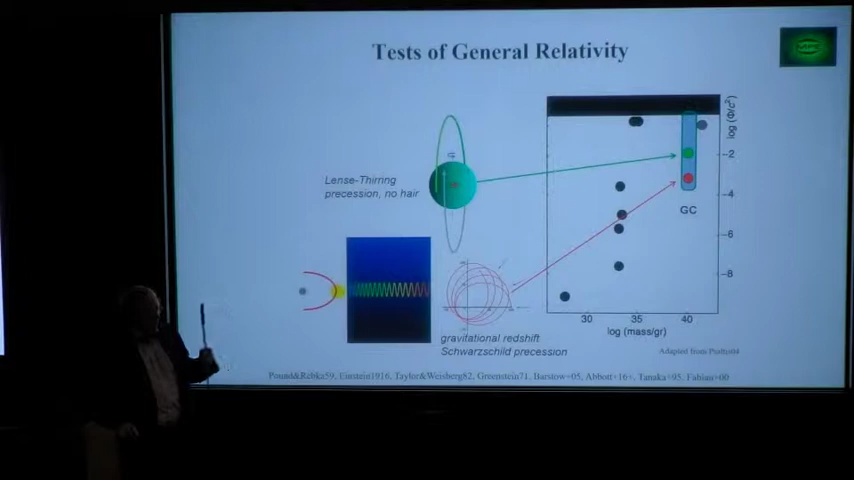 Tests of General Relativity
MPE
Lense-Thirring
precession, no hair
log (Φ/c²)
-2
-4
-6
-8
GC
30
35
40
log (mass/gr)
gravitational redshift
Schwarzschild precession
Adapted from Psaltis04
Pound&Rebka59, Einstein1916, Taylor&Weisberg82, Greenstein71, Barstow+05, Abbott+16+, Tanaka+95, Fabian+00